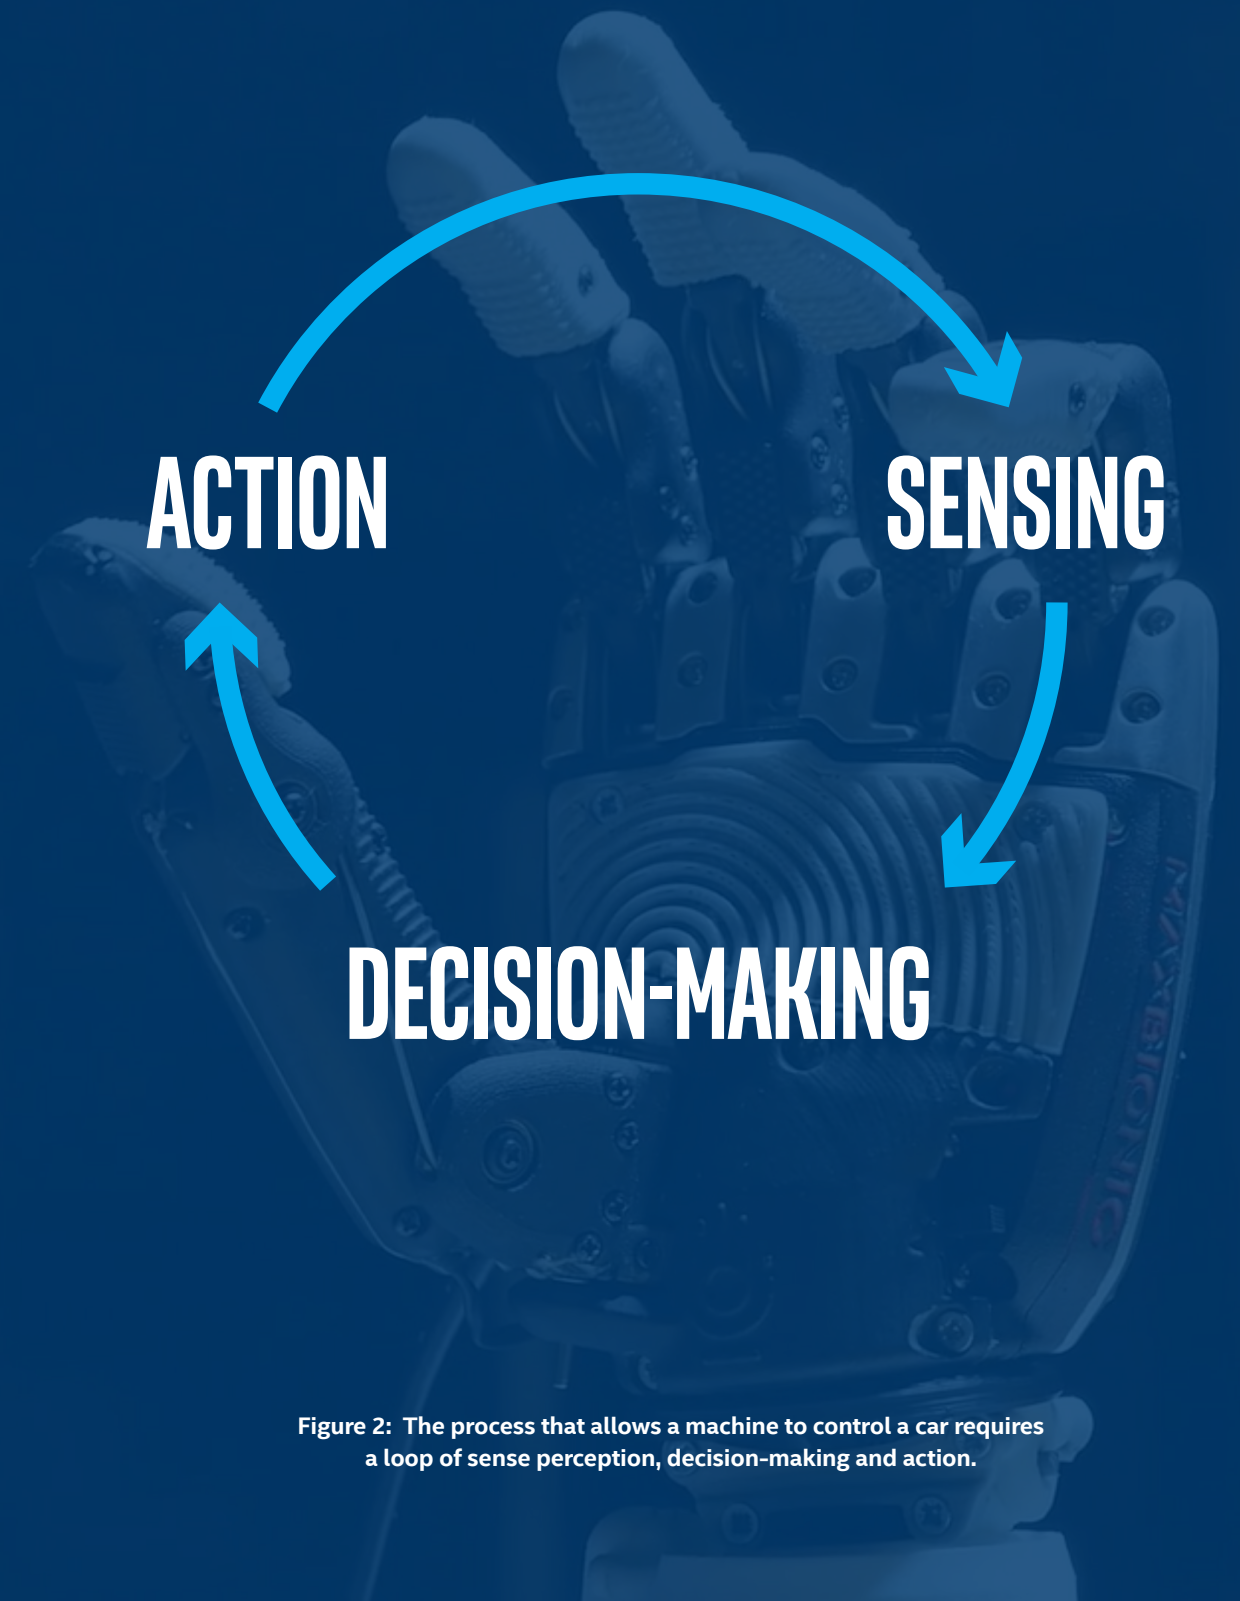 ACTION
SENSING
DECISION-MAKING
MAXBIONIC
Figure 2:  The process that allows a machine to control a car requires
a loop of sense perception, decision-making and action.